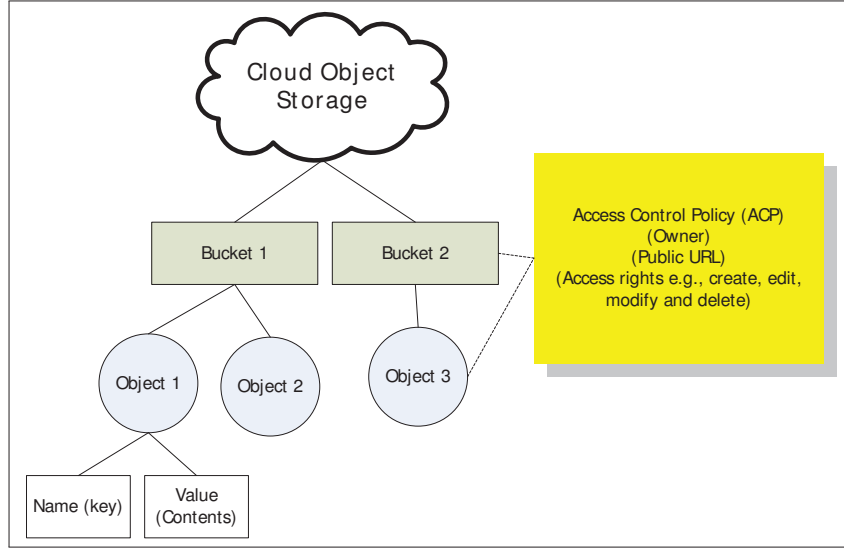 Cloud Object
Storage
Bucket 1
Bucket 2
Access Control Policy (ACP)
(Owner)
(Public URL)
(Access rights e.g., create, edit,
modify and delete)
Object 1
Object 2
Object 3
Name (key)
Value
(Contents)